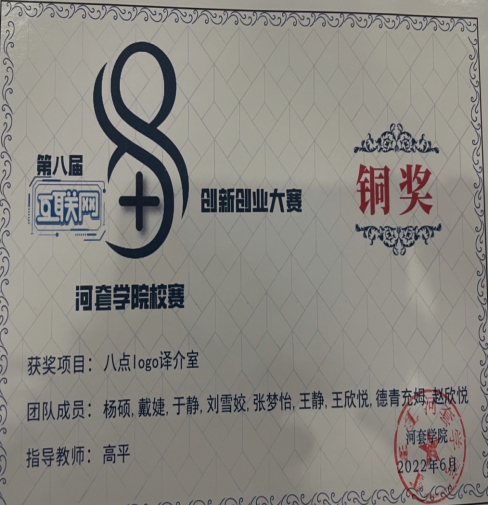 第八届
互联网
+
创新创业大赛
铜奖
河套学院校赛
获奖项目：八点logo译介室
团队成员：杨硕,戴婕,于静,刘雪姣,张梦怡,王静,王欣悦,德青充姆,赵欣悦
指导教师：高平
河套学院
2022年6月